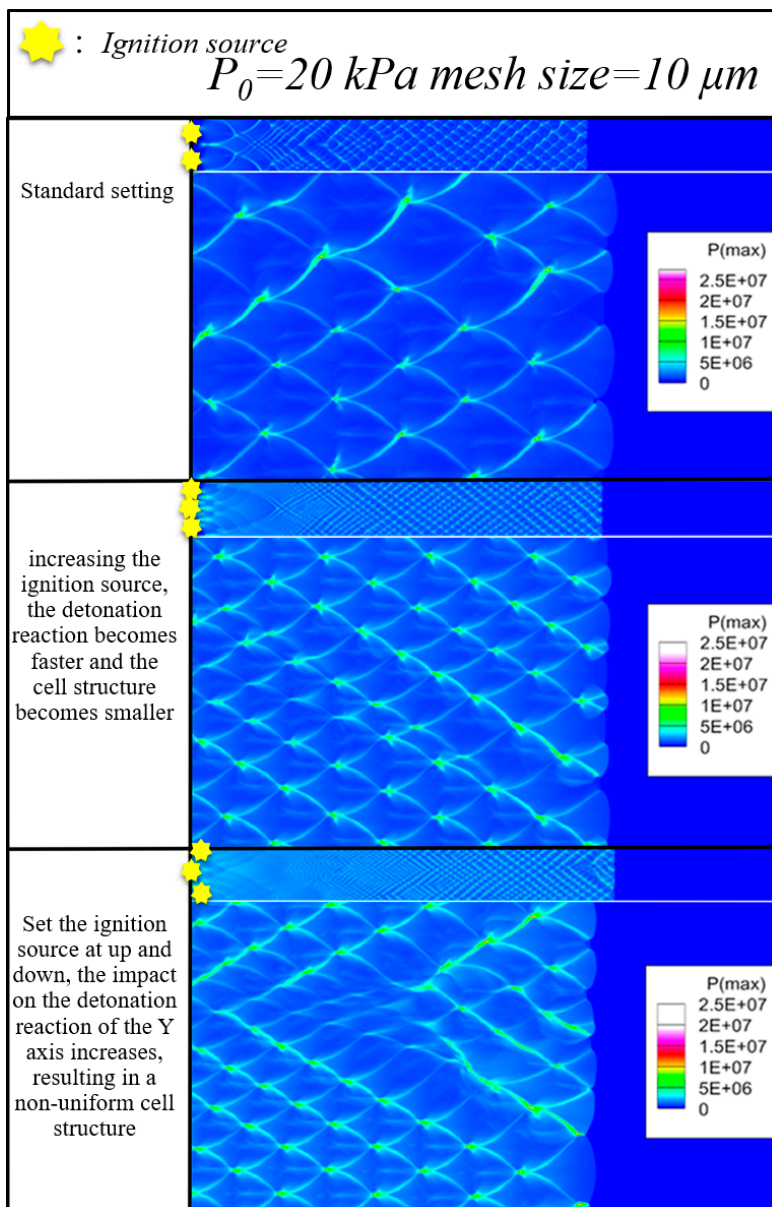 : Ignition source
P₀=20 kPa mesh size=10 μm
Standard setting
P(max)
2.5E+07
2E+07
1.5E+07
1E+07
5E+06
0
increasing the
ignition source,
the detonation
reaction becomes
faster and the
cell structure
becomes smaller
P(max)
2.5E+07
2E+07
1.5E+07
1E+07
5E+06
0
Set the ignition
source at up and
down, the impact
on the detonation
reaction of the Y
axis increases,
resulting in a
non-uniform cell
structure
P(max)
2.5E+07
2E+07
1.5E+07
1E+07
5E+06
0